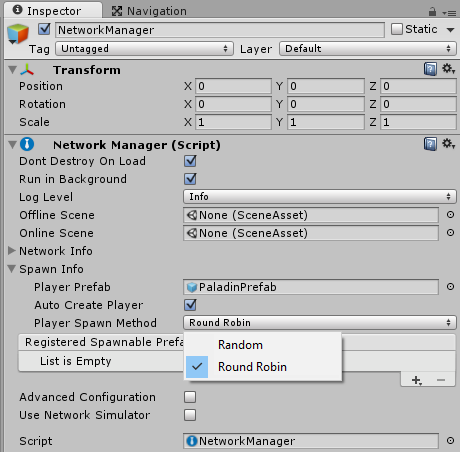 Inspector Navigation
NetworkManager Static
Tag Untagged Layer Default
Transform
Position X 0 Y 0 Z 0
Rotation X 0 Y 0 Z 0
Scale X 1 Y 1 Z 1
Network Manager (Script)
Dont Destroy On Load
Run in Background
Log Level Info
Offline Scene None (SceneAsset)
Online Scene None (SceneAsset)
Network Info
Spawn Info
Player Prefab PaladinPrefab
Auto Create Player
Player Spawn Method Round Robin
Registered Spawnable Prefa
Random
List is Empty
Round Robin
Advanced Configuration
Use Network Simulator
Script NetworkManager